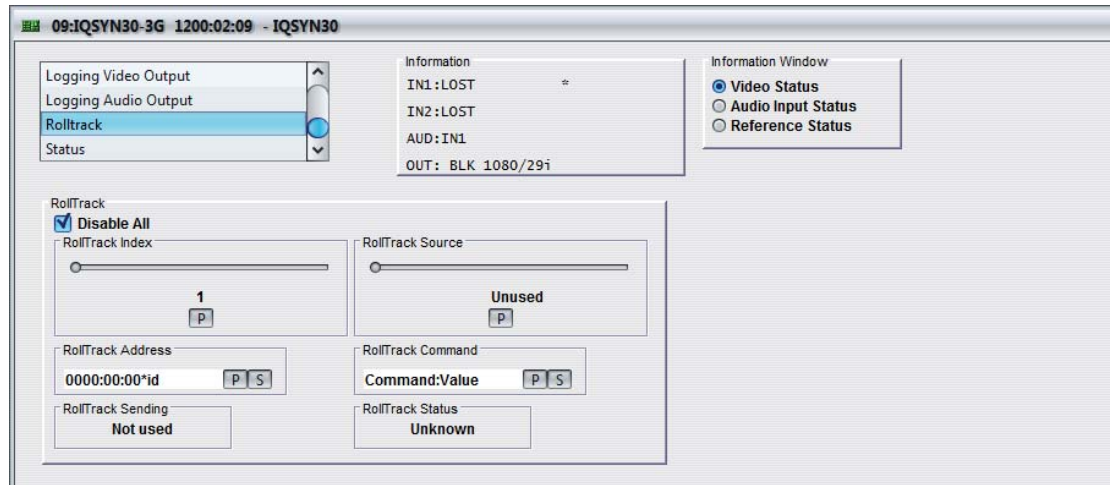 09:IQSYN30-3G 1200:02:09 - IQSYN30
Logging Video Output
Logging Audio Output
Rolltrack
Status
Information
IN1:LOST *
IN2:LOST
AUD:IN1
OUT: BLK 1080/29i
Information Window
Video Status
Audio Input Status
Reference Status
RollTrack
Disable All
RollTrack Index
1
P
RollTrack Source
Unused
P
RollTrack Address
0000:00:00*id P S
RollTrack Command
Command:Value P S
RollTrack Sending
Not used
RollTrack Status
Unknown